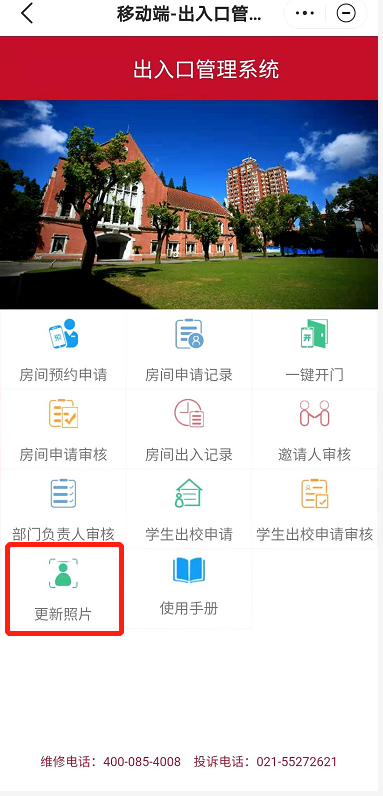 移动端-出入口管...
出入口管理系统
房间预约申请 房间申请记录 一键开门
房间申请审核 房间出入记录 邀请人审核
部门负责人审核 学生出校申请 学生出校申请审核
更新照片 使用手册
维修电话：400-085-4008 投诉电话：021-55272621